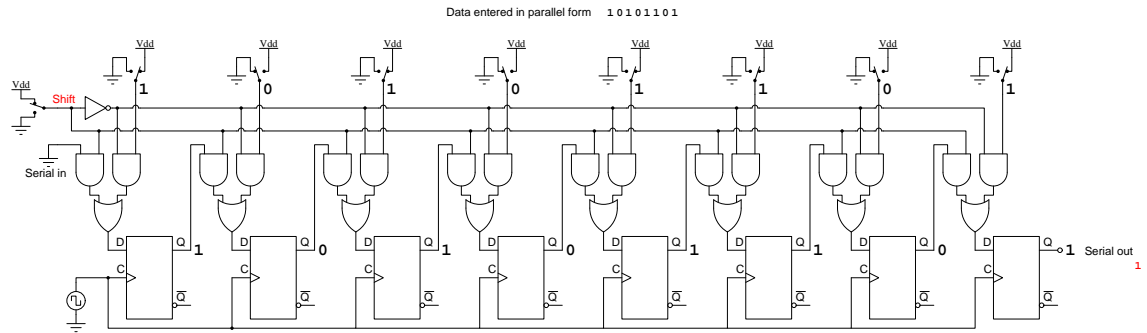 Data entered in parallel form 1 0 1 0 1 1 0 1
Vdd Vdd Vdd Vdd Vdd Vdd Vdd Vdd
1 0 1 0 1 1 0 1
Vdd
Shift
Serial in
D Q D Q D Q D Q D Q D Q D Q D Q
1 0 1 0 1 1 0 1 Serial out
1
C C C C C C C C
Q Q Q Q Q Q Q Q